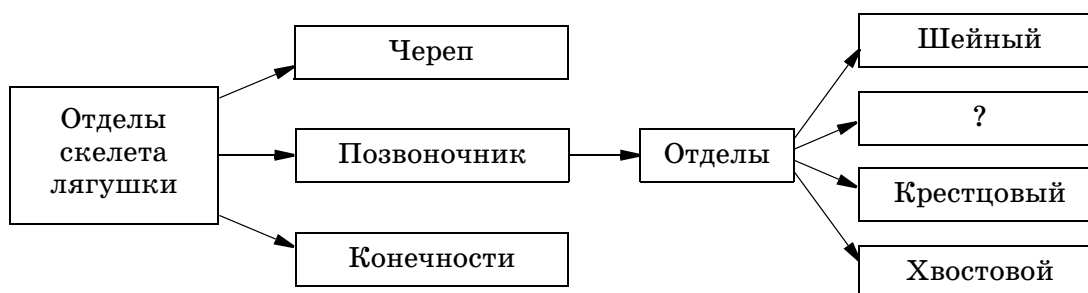 Отделы
скелета
лягушки
Череп
Позвоночник
Конечности
Отделы
Шейный
?
Крестцовый
Хвостовой